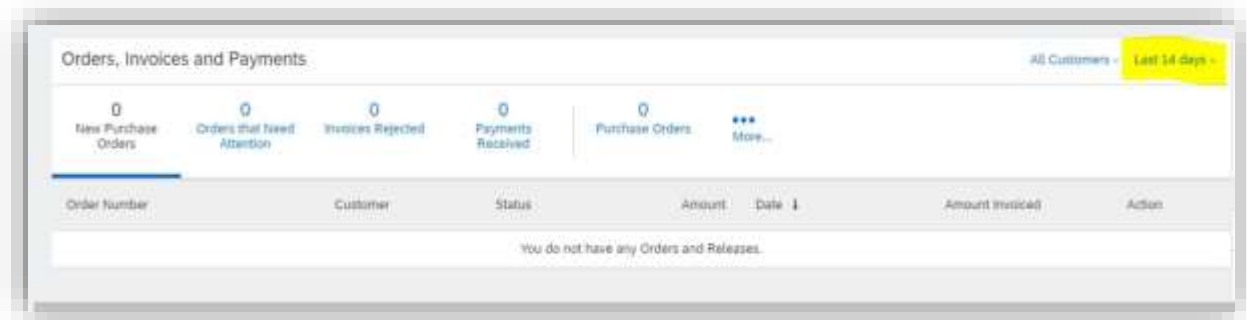 Orders, Invoices and Payments
All Customers
Last 14 days
0
New Purchase
Orders
0
Orders that Need
Attention
0
Invoices Rejected
0
Payments
Received
0
Purchase Orders
More...
Order Number
Customer
Status
Amount
Date ↓
Amount Invoiced
Action
You do not have any Orders and Releases.